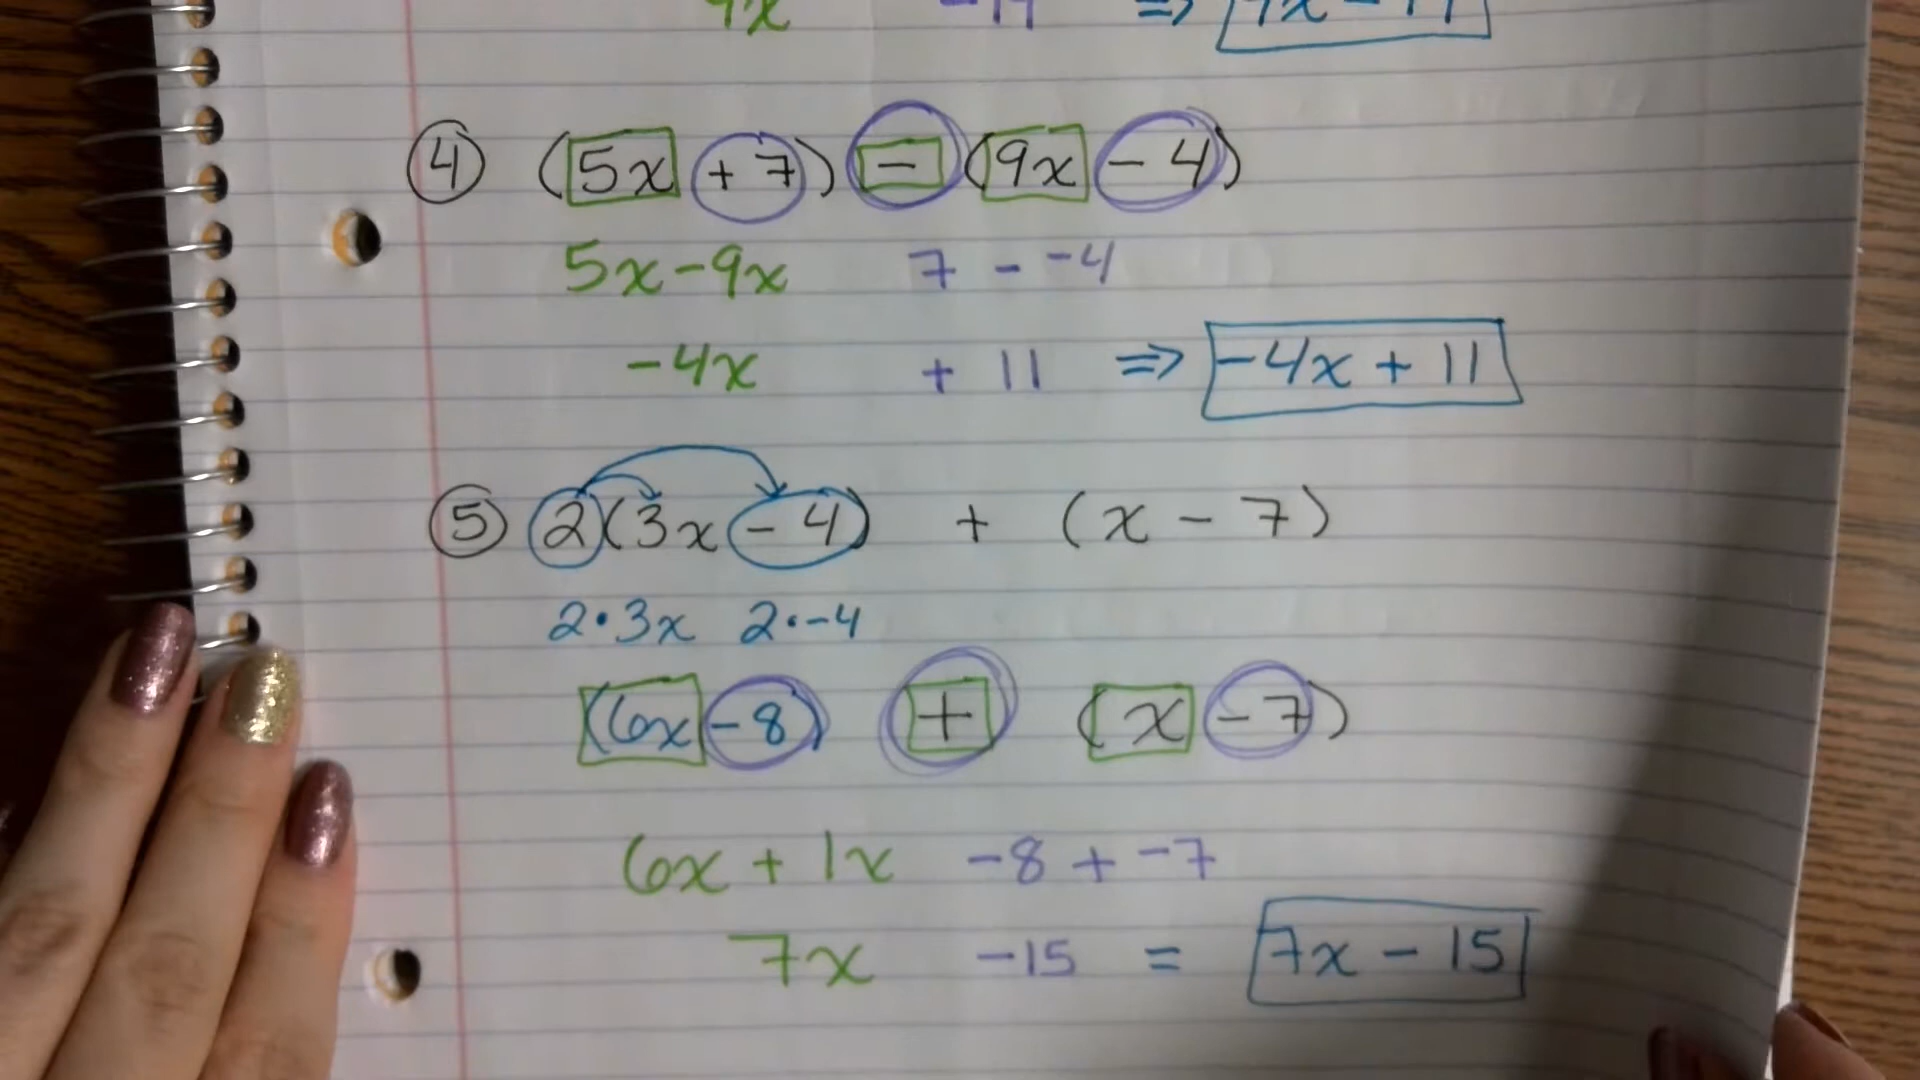 ④ (5x + 7) − (9x − 4)
5x − 9x 7 − −4
−4x + 11 ⇒ −4x + 11
⑤ 2(3x − 4) + (x − 7)
2·3x 2·−4
(6x − 8) + (x − 7)
6x + 1x −8 + −7
7x −15 = 7x − 15